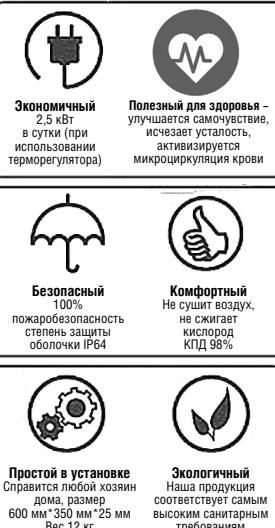 Экономичный
2,5 кВт
в сутки (при
использовании
терморегулятора)
Полезный для здоровья –
улучшается самочувствие,
исчезает усталость,
активизируется
микроциркуляция крови
Безопасный
100%
пожаробезопасность
степень защиты
оболочки IP64
Комфортный
Не сушит воздух,
не сжигает
кислород
КПД 98%
Простой в установке
Справится любой хозяин
дома, размер
600 мм*350 мм*25 мм
Вес 12 кг
Экологичный
Наша продукция
соответствует самым
высоким санитарным
требованиям